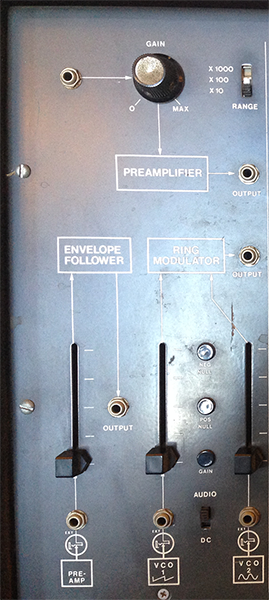 GAIN
X 1000
X 100
X 10
0
MAX
RANGE
PREAMPLIFIER
OUTPUT
ENVELOPE
FOLLOWER
RING
MODULATOR
OUTPUT
NEG
NULL
POS
NULL
OUTPUT
GAIN
AUDIO
DC
PRE-
AMP
VCO
1
VCO
2